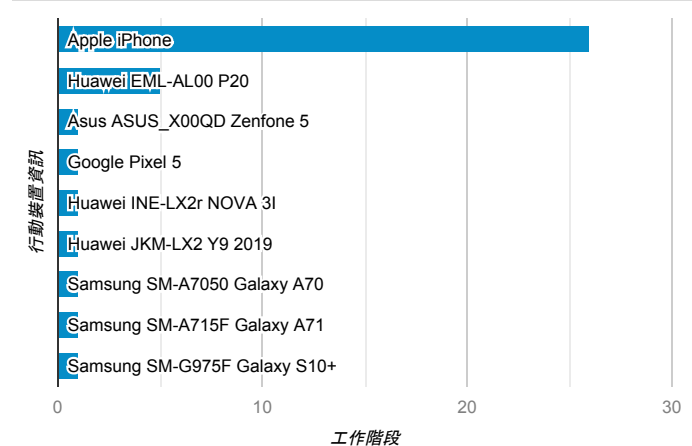 Apple iPhone
Huawei EML-AL00 P20
Asus ASUS_X00QD Zenfone 5
Google Pixel 5
Huawei INE-LX2r NOVA 3I
Huawei JKM-LX2 Y9 2019
Samsung SM-A7050 Galaxy A70
Samsung SM-A715F Galaxy A71
Samsung SM-G975F Galaxy S10+
行動裝置資訊
0 10 20 30
工作階段